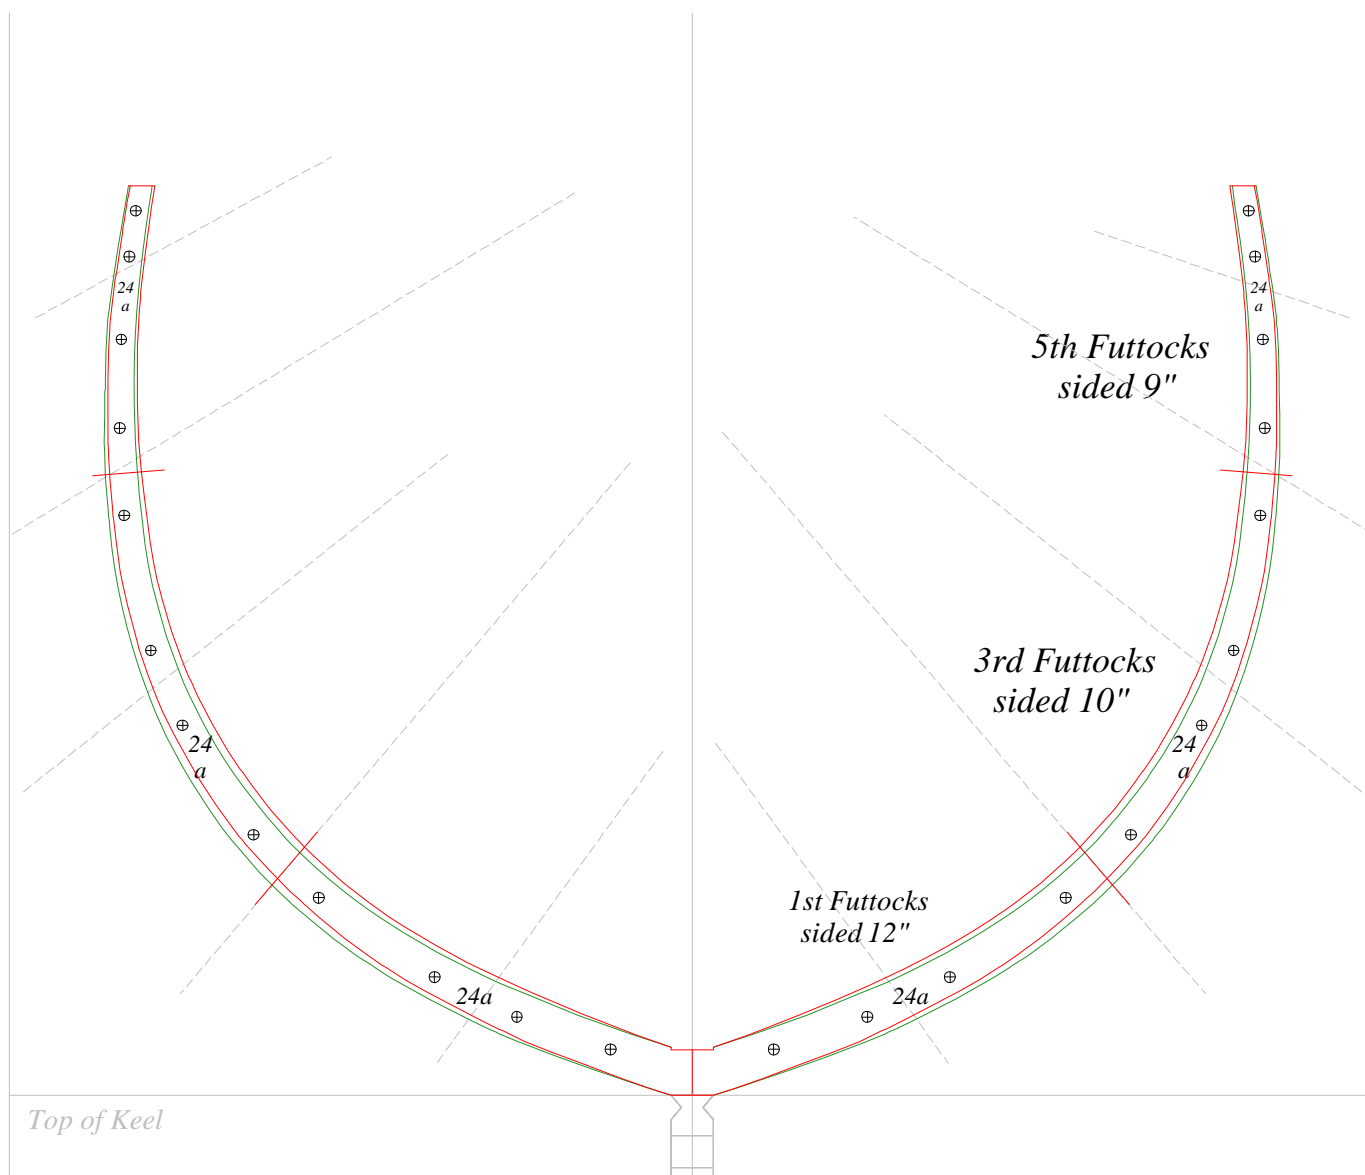 24
a
24
a
5th Futtocks
sided 9"
3rd Futtocks
sided 10"
24
a
24
a
1st Futtocks
sided 12"
24a
24a
Top of Keel